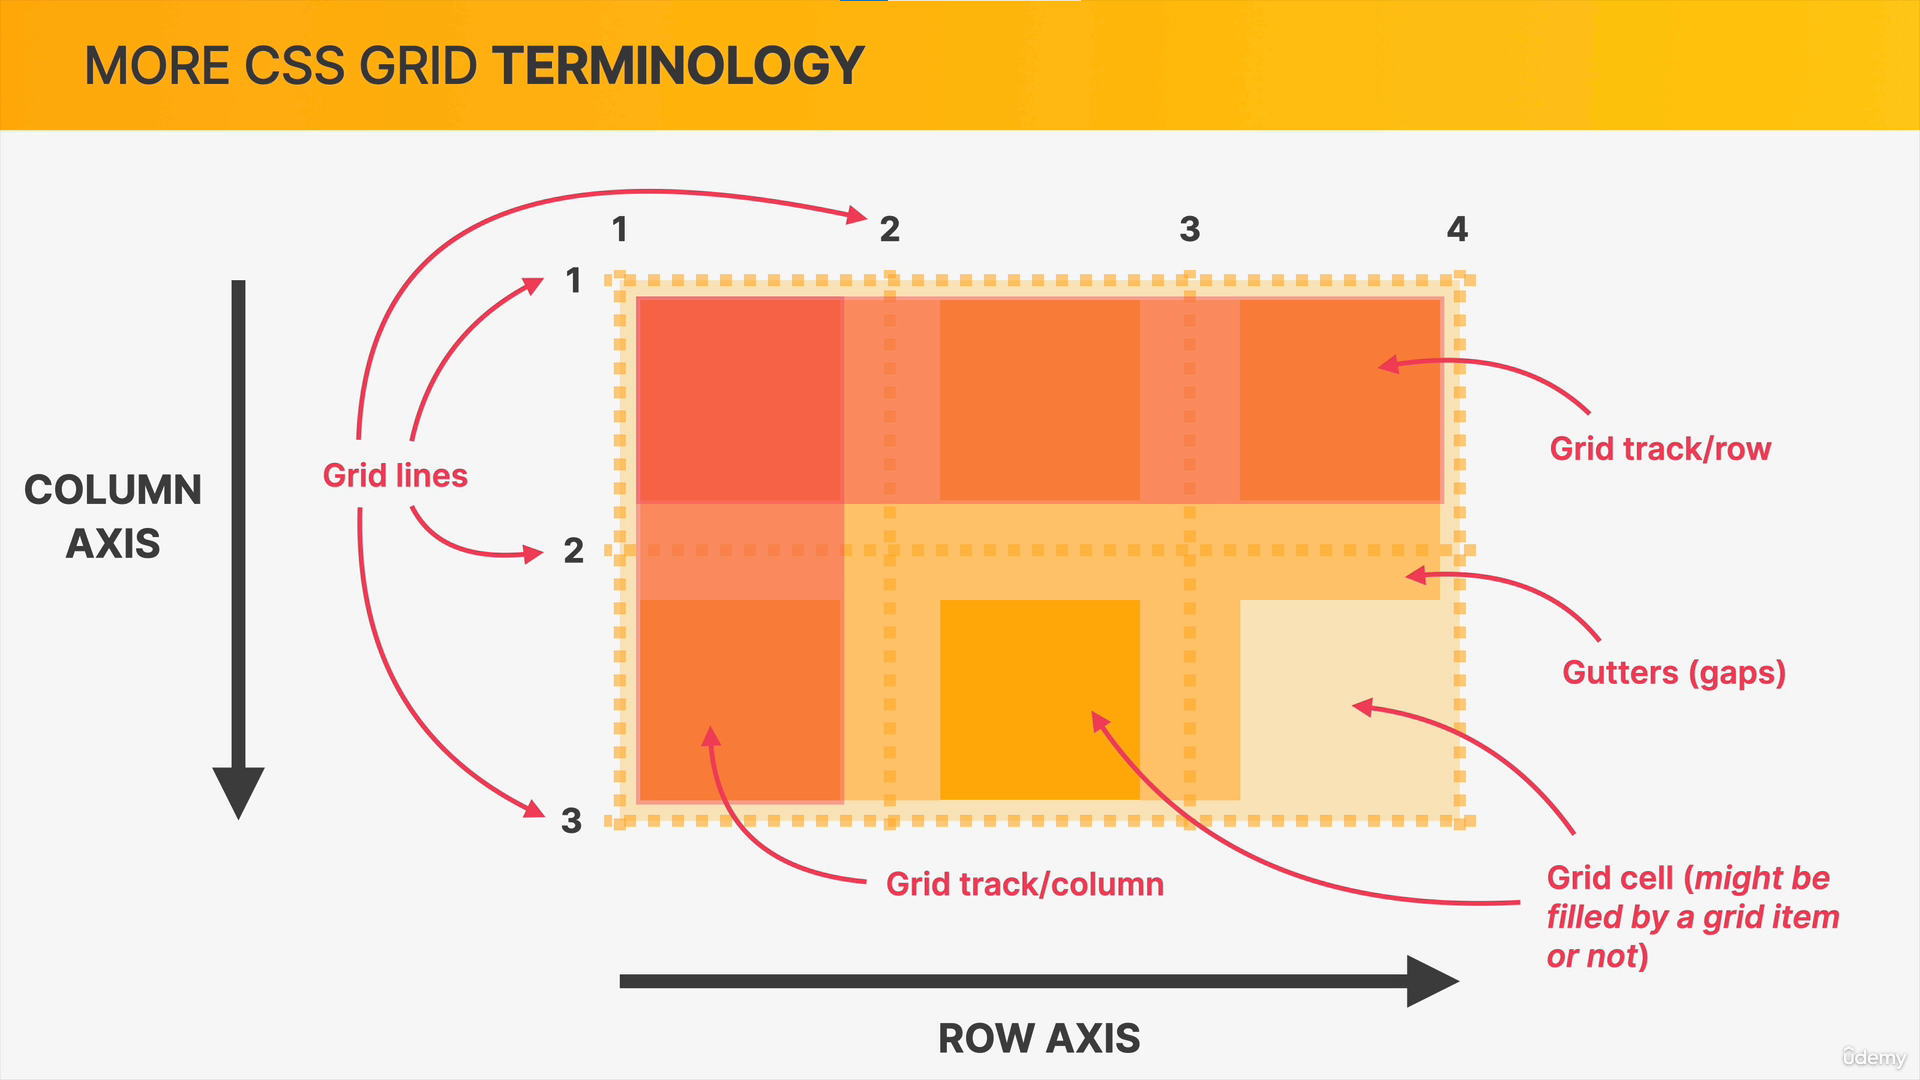 MORE CSS GRID TERMINOLOGY
1 2 3 4
1
Grid track/row
Grid lines
COLUMN
AXIS
2
Gutters (gaps)
3
Grid track/column
Grid cell (might be
filled by a grid item
or not)
ROW AXIS
ûdemy